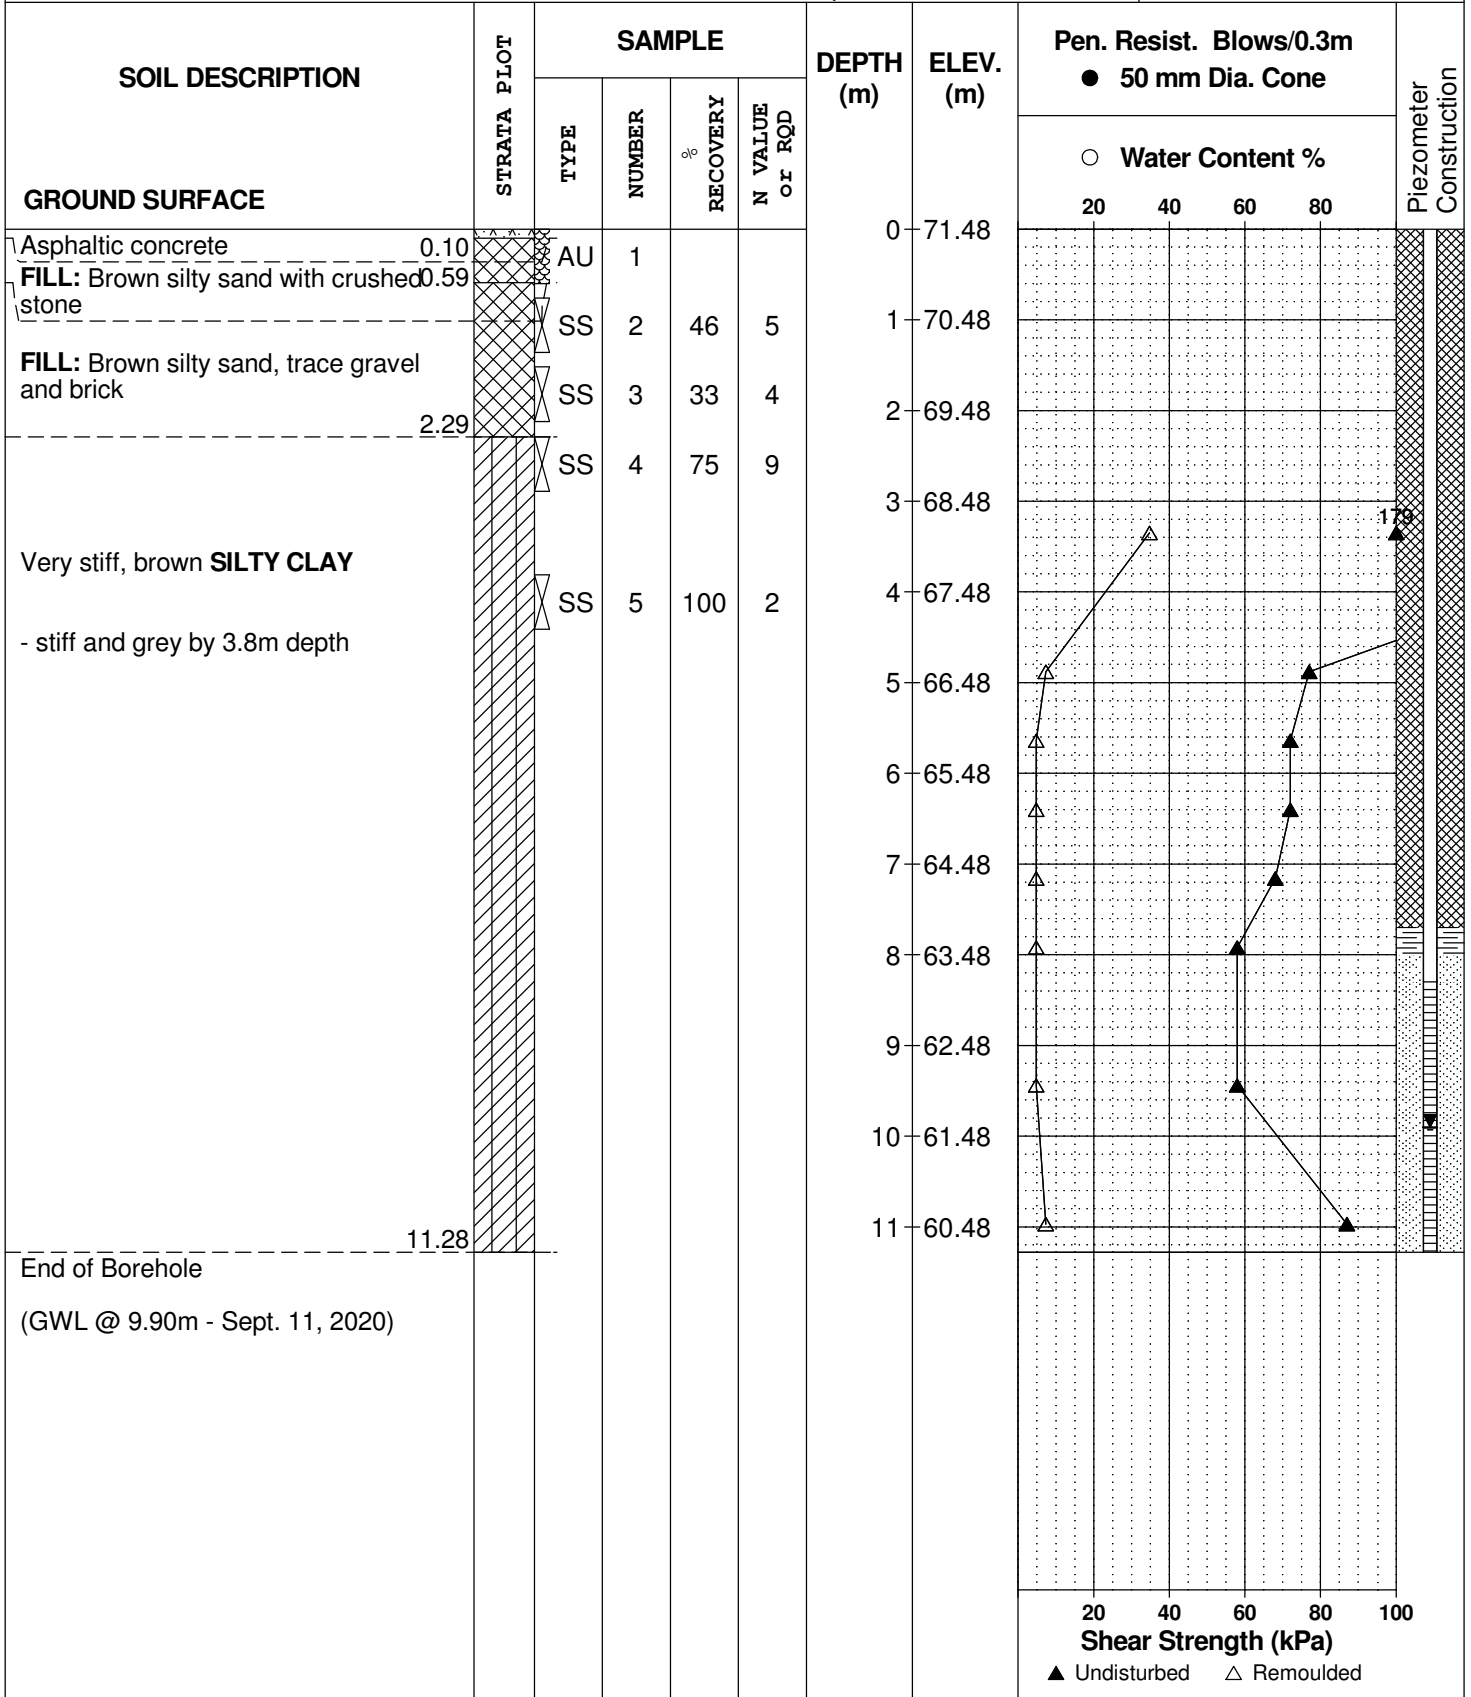 SOIL DESCRIPTION
GROUND SURFACE
STRATA PLOT
SAMPLE
TYPE
NUMBER
% RECOVERY
N VALUE or RQD
DEPTH (m)
ELEV. (m)
Pen. Resist. Blows/0.3m
● 50 mm Dia. Cone
○ Water Content %
20 40 60 80
Piezometer Construction
Asphaltic concrete 0.10
FILL: Brown silty sand with crushed 0.59
stone
FILL: Brown silty sand, trace gravel
and brick
2.29
Very stiff, brown SILTY CLAY
- stiff and grey by 3.8m depth
11.28
End of Borehole
(GWL @ 9.90m - Sept. 11, 2020)
AU 1
SS 2 46 5
SS 3 33 4
SS 4 75 9
SS 5 100 2
0 71.48
1 70.48
2 69.48
3 68.48
4 67.48
5 66.48
6 65.48
7 64.48
8 63.48
9 62.48
10 61.48
11 60.48
179
20 40 60 80 100
Shear Strength (kPa)
▲ Undisturbed △ Remoulded